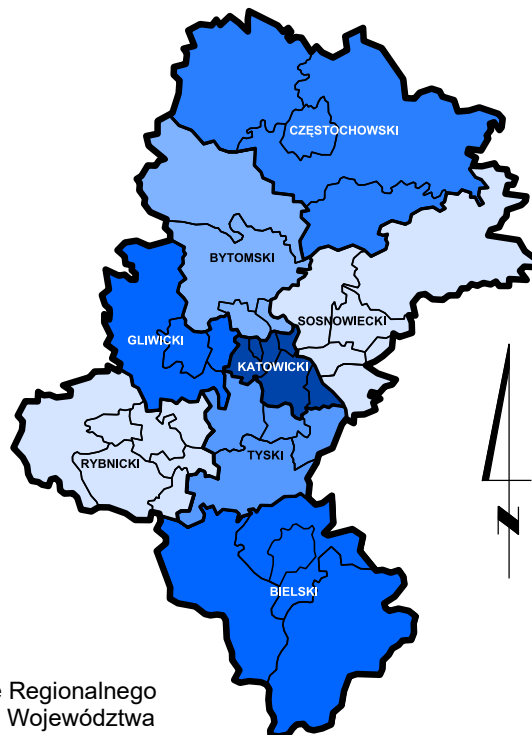 CZĘSTOCHOWSKI
BYTOMSKI
SOSNOWIECKI
GLIWICKI
KATOWICKI
RYBNICKI
TYSKI
N
BIELSKI
Regionalnego
Województwa